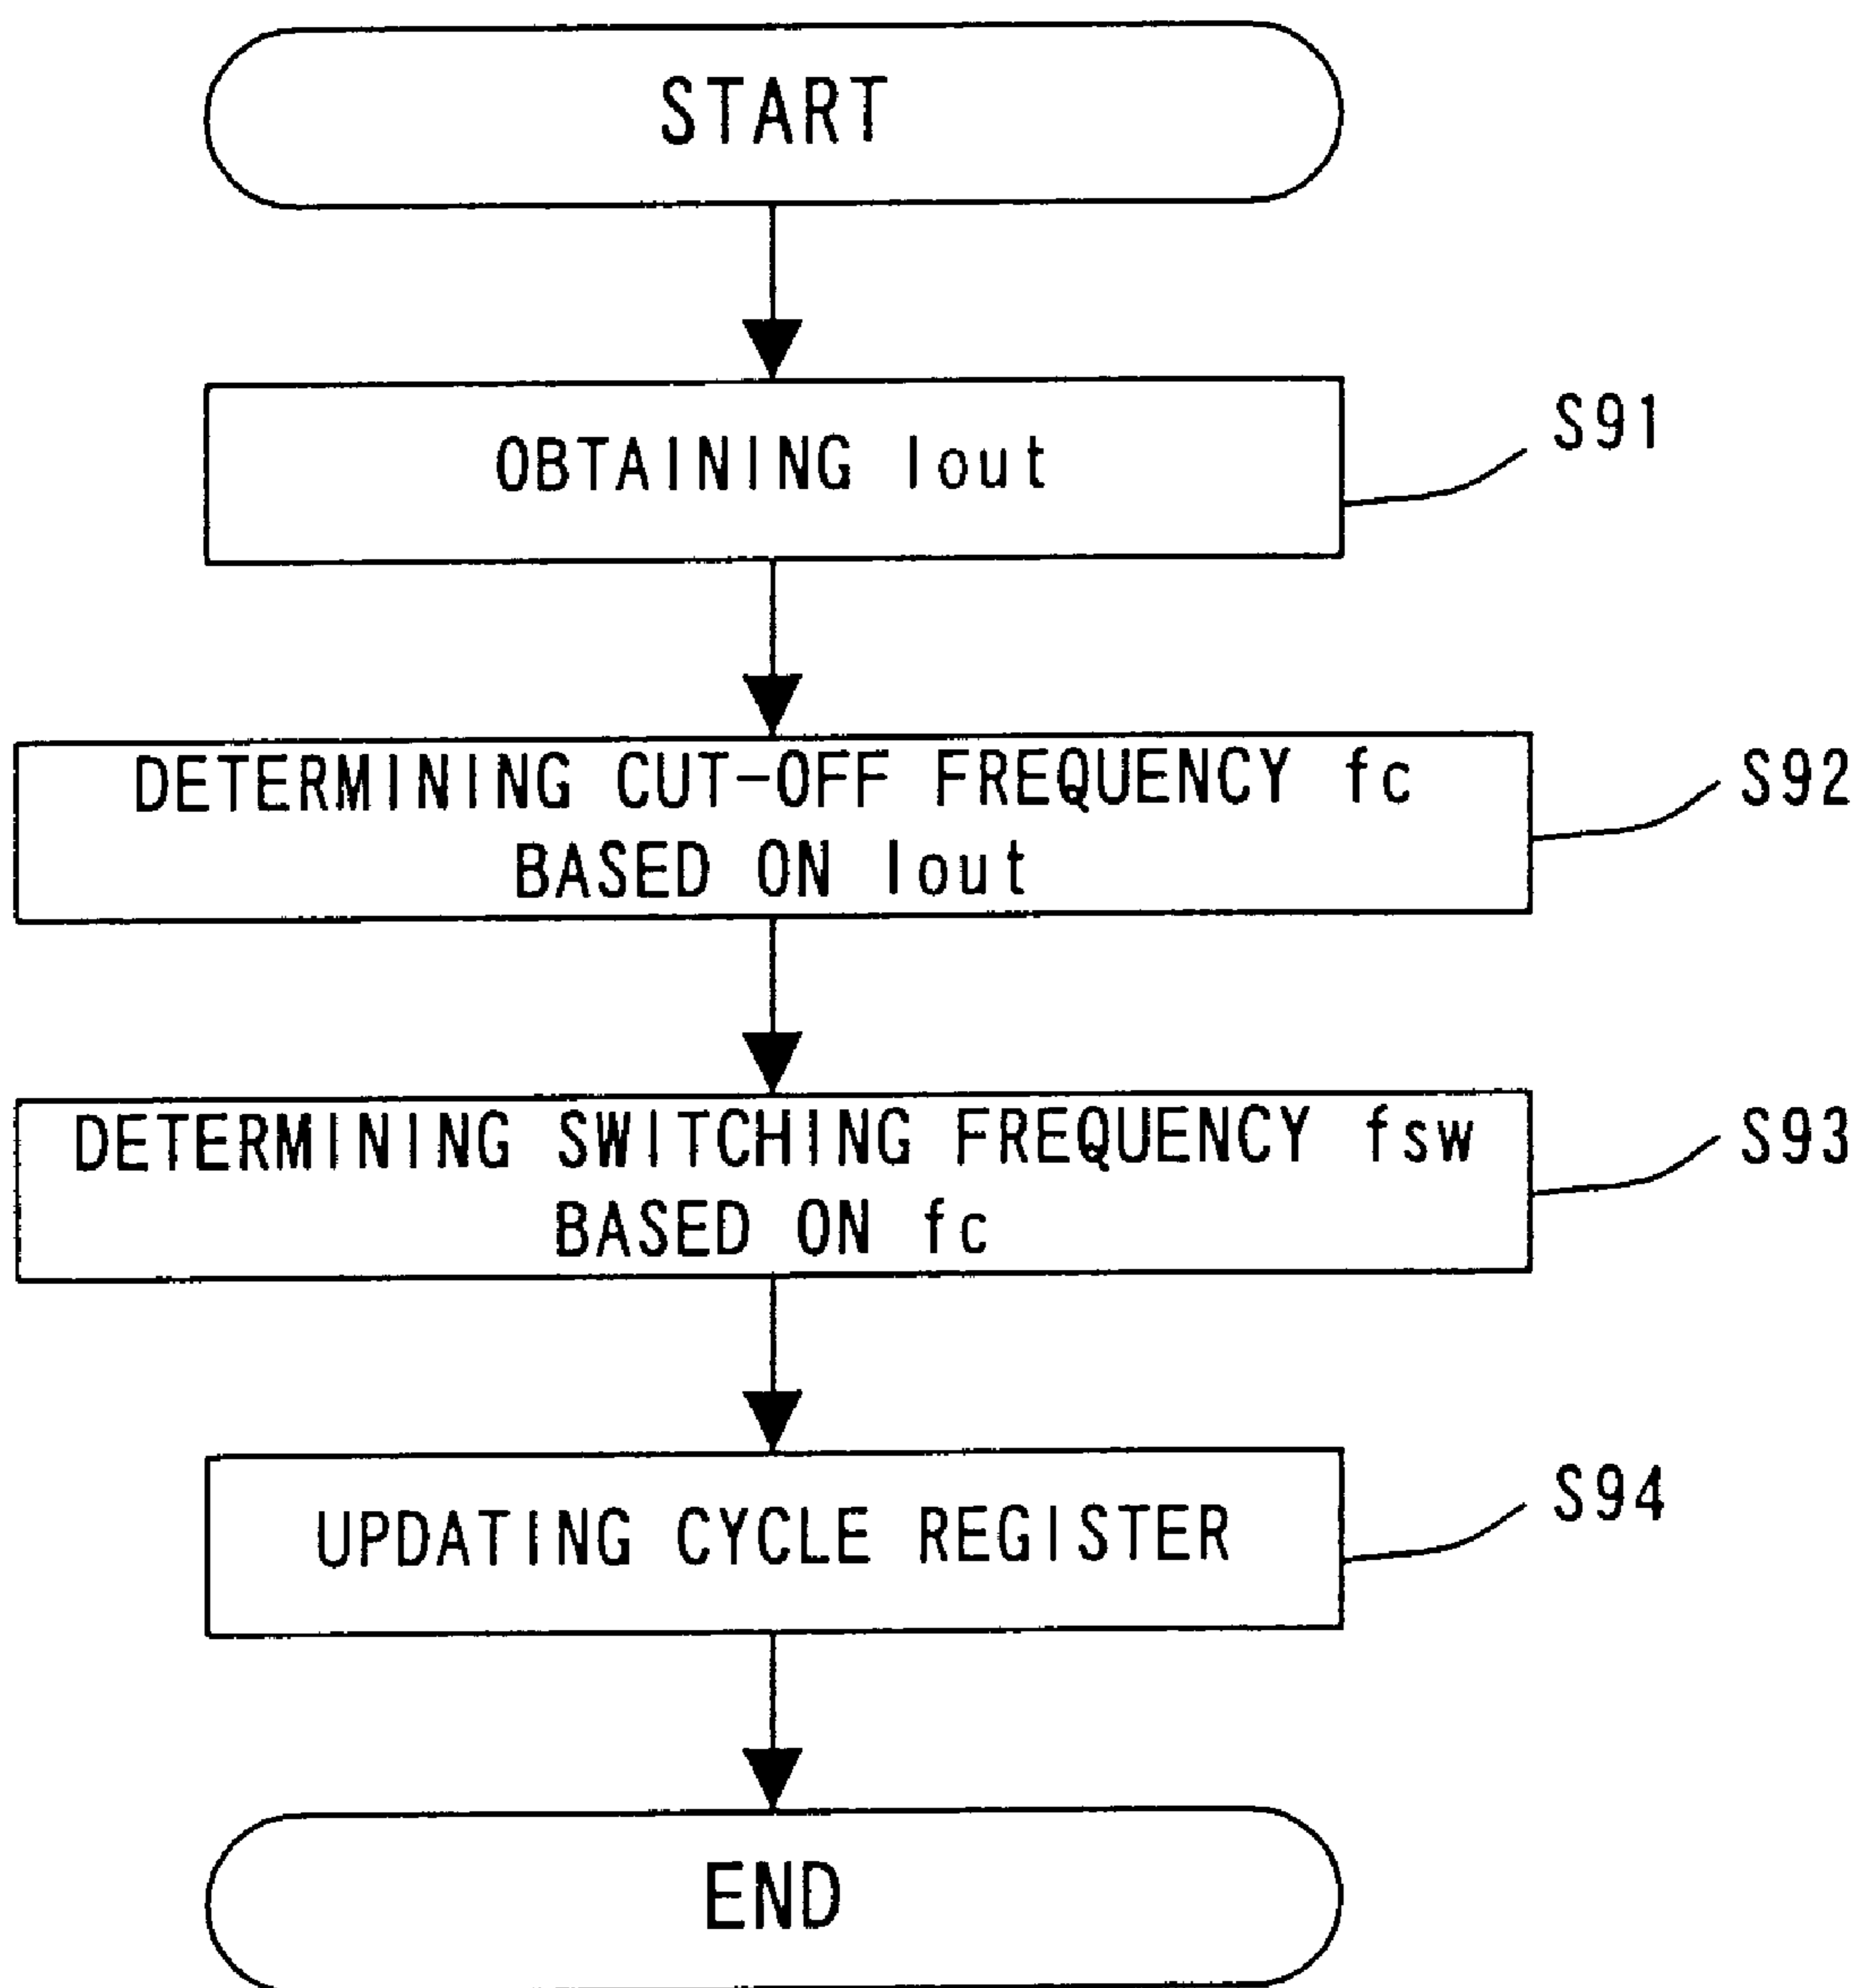 START
OBTAINING Iout
S91
DETERMINING CUT-OFF FREQUENCY fc
BASED ON Iout
S92
DETERMINING SWITCHING FREQUENCY fsw
BASED ON fc
S93
UPDATING CYCLE REGISTER
S94
END